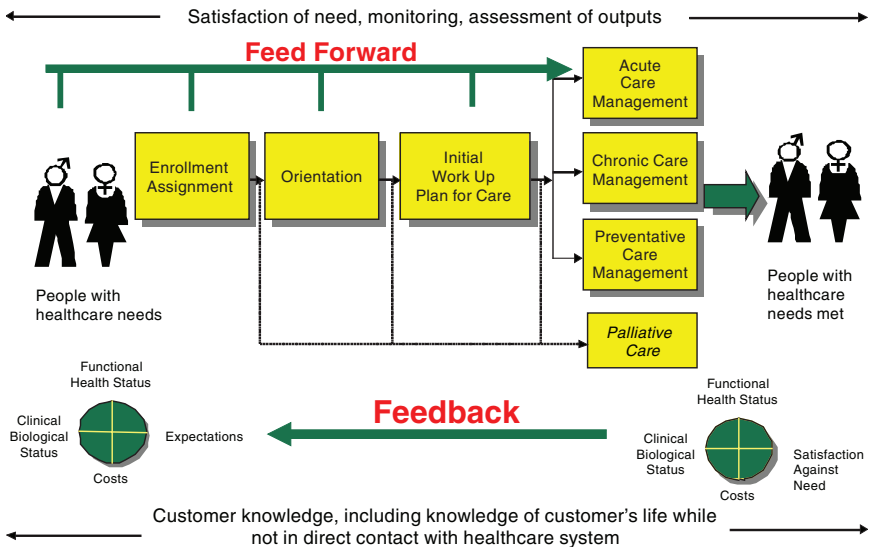 Satisfaction of need, monitoring, assessment of outputs
Feed Forward
Acute
Care
Management
Enrollment
Assignment
Orientation
Initial
Work Up
Plan for Care
Chronic Care
Management
Preventative
Care
Management
People with
healthcare needs
People with
healthcare
needs met
Palliative
Care
Functional
Health Status
Clinical
Biological
Status
Expectations
Costs
Feedback
Functional
Health Status
Clinical
Biological
Status
Satisfaction
Against
Need
Costs
Customer knowledge, including knowledge of customer's life while
not in direct contact with healthcare system